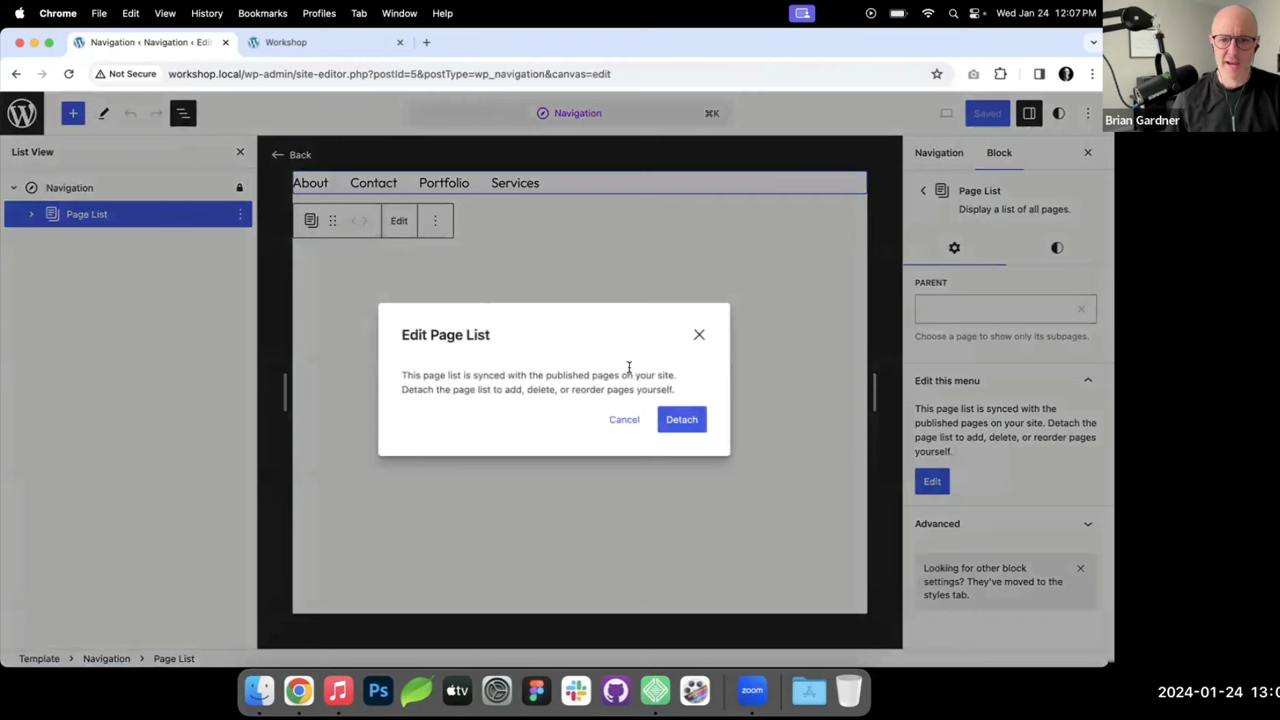 Chrome File Edit View History Bookmarks Profiles Tab Window Help
Wed Jan 24 12:07 PM
Navigation ‹ Navigation ‹ Edi
Workshop
Not Secure workshop.local/wp-admin/site-editor.php?postId=5&postType=wp_navigation&canvas=edit
Brian Gardner
Navigation
⌘K
Saved
List View
Back
Navigation
Page List
About Contact Portfolio Services
Edit
Edit Page List
This page list is synced with the published pages on your site.
Detach the page list to add, delete, or reorder pages yourself.
Cancel Detach
Navigation Block
Page List
Display a list of all pages.
PARENT
Choose a page to show only its subpages.
Edit this menu
This page list is synced with the
published pages on your site. Detach the
page list to add, delete, or reorder pages
yourself.
Edit
Advanced
Looking for other block
settings? They've moved to the
styles tab.
Template Navigation Page List
Ps
tv
zoom
2024-01-24 13:0